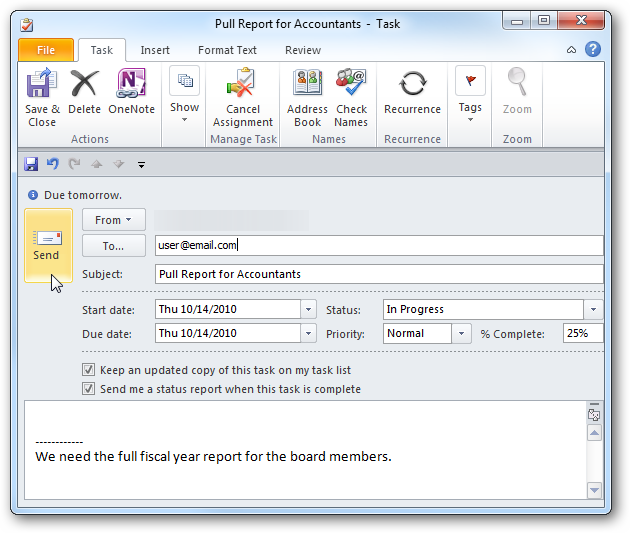 Pull Report for Accountants - Task
File Task Insert Format Text Review
Save & Close Delete OneNote Show Cancel Assignment Address Book Check Names Recurrence Tags Zoom
Actions Manage Task Names Recurrence Zoom
Due tomorrow.
From
Send To... user@email.com
Subject: Pull Report for Accountants
Start date: Thu 10/14/2010 Status: In Progress
Due date: Thu 10/14/2010 Priority: Normal % Complete: 25%
Keep an updated copy of this task on my task list
Send me a status report when this task is complete
------------
We need the full fiscal year report for the board members.